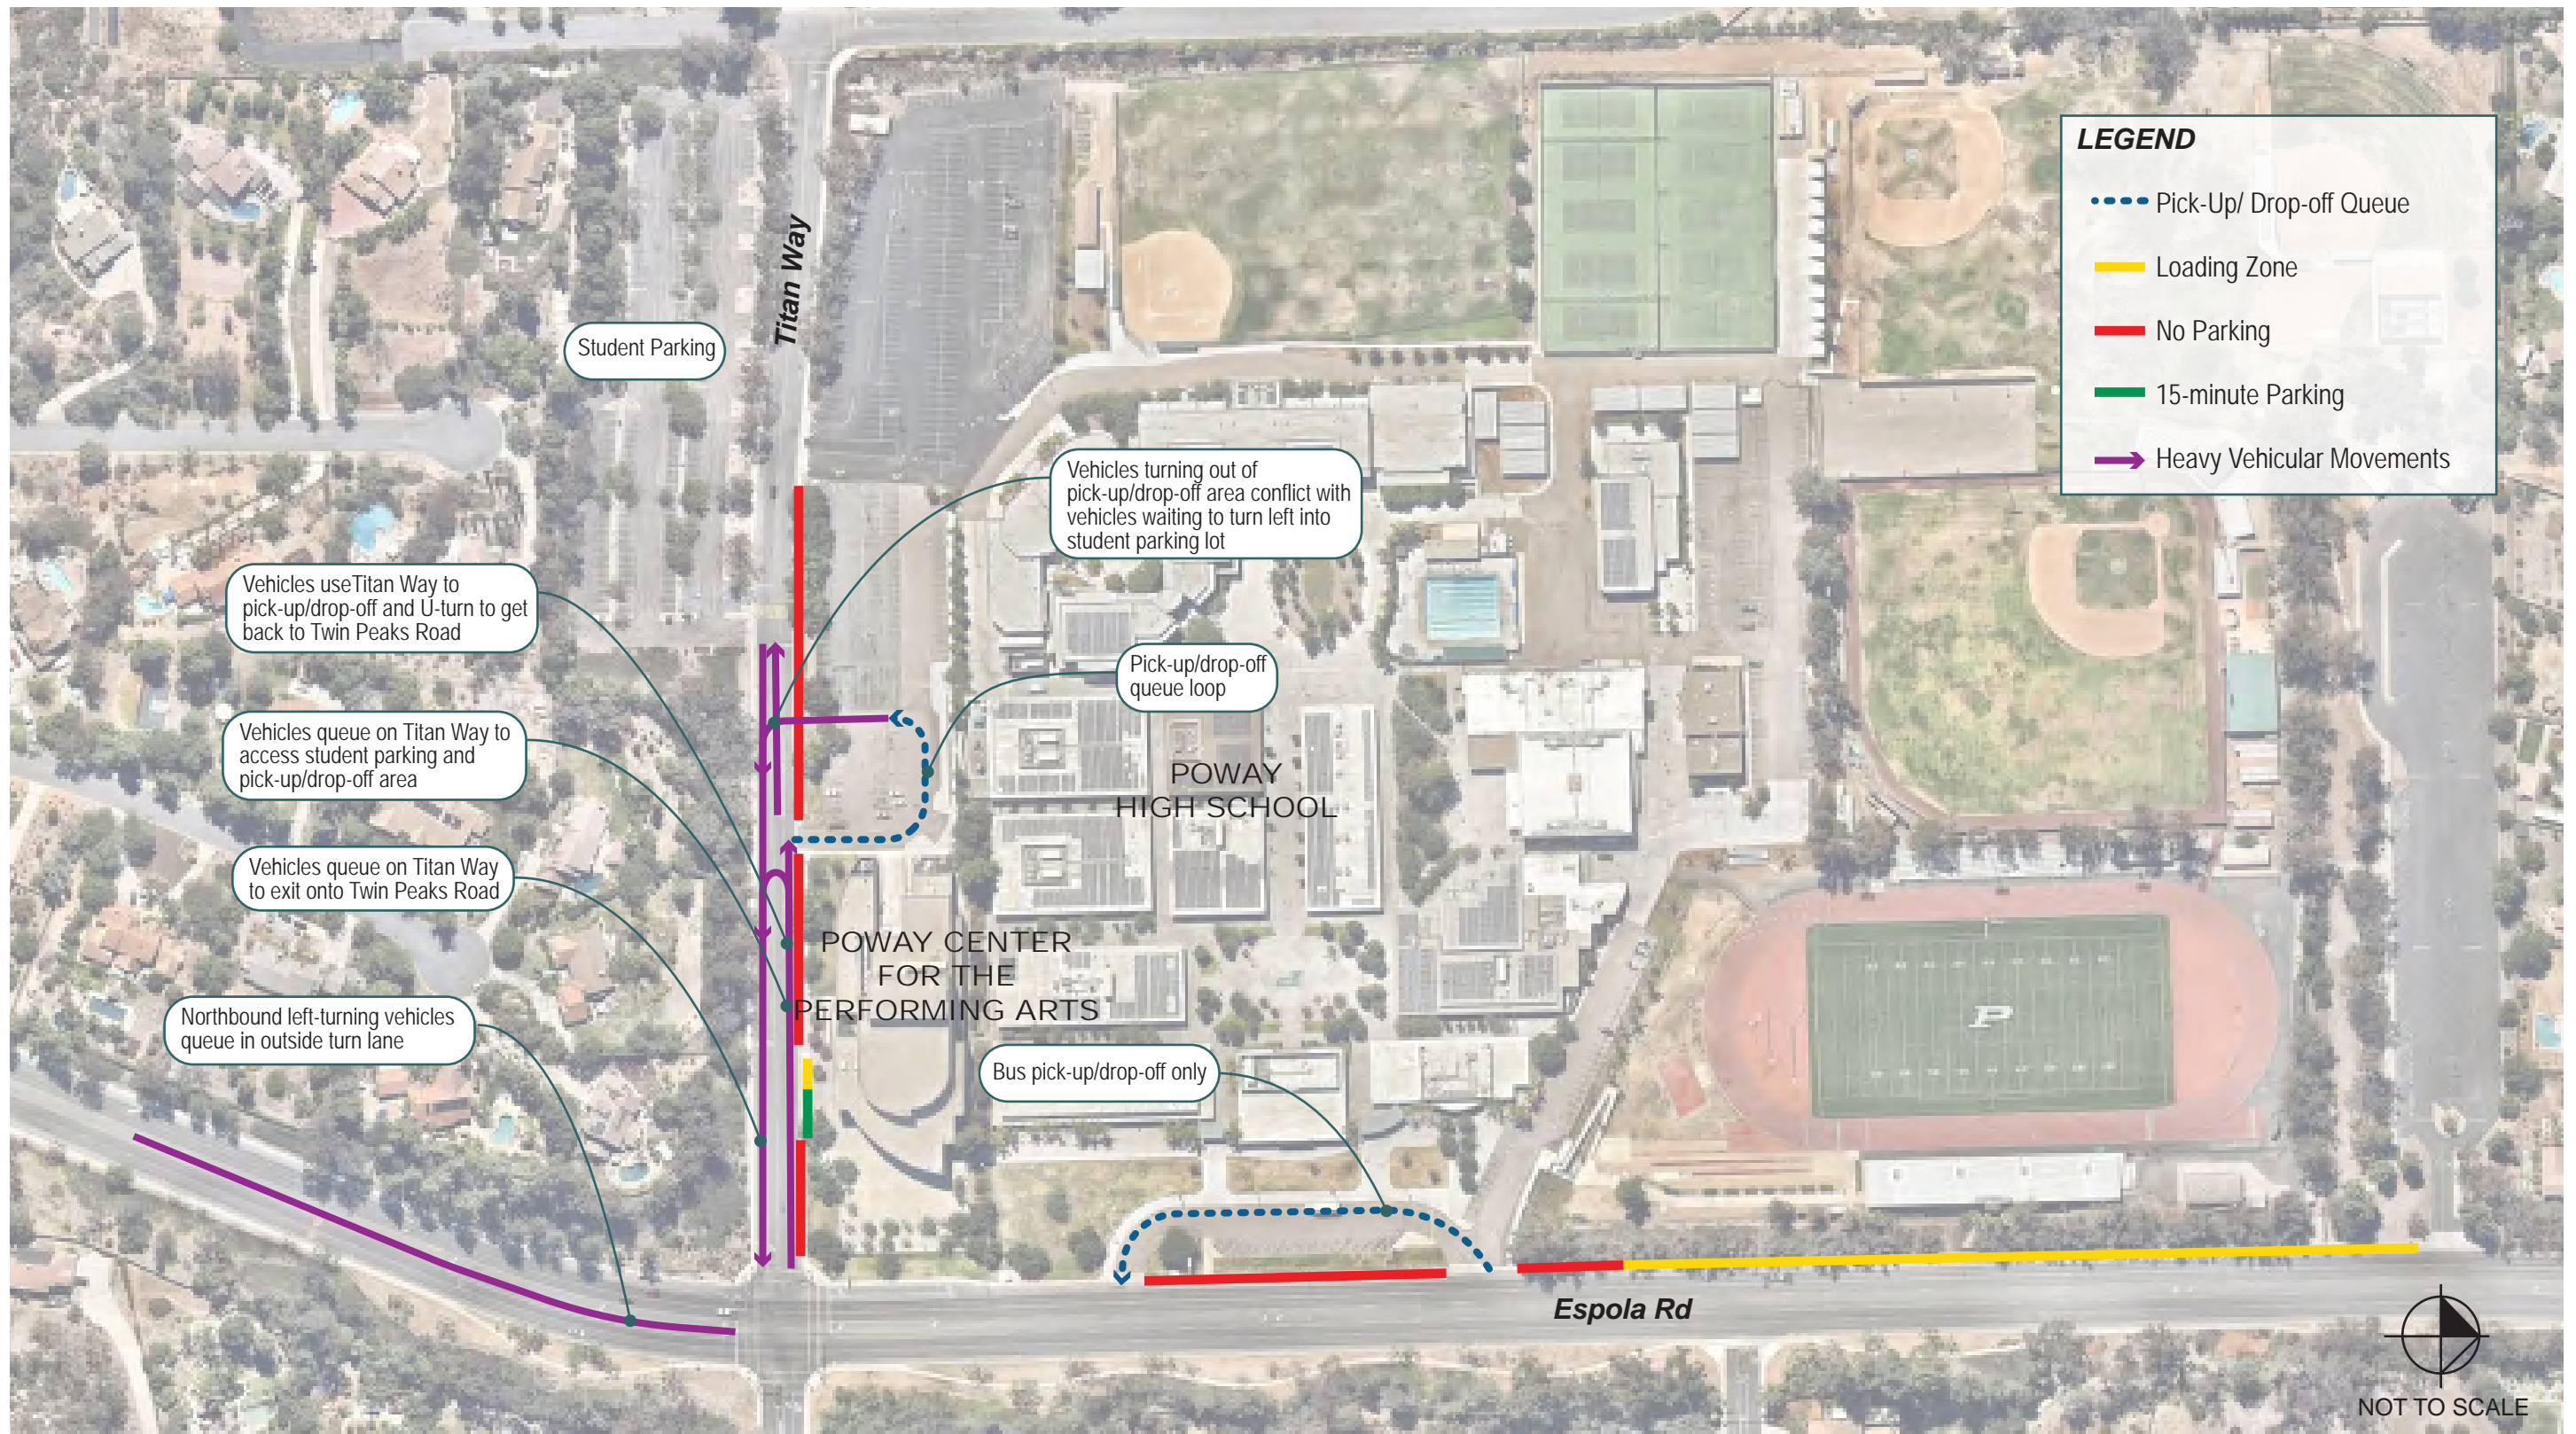 LEGEND
Pick-Up/ Drop-off Queue
Loading Zone
No Parking
15-minute Parking
Heavy Vehicular Movements
Titan Way
Student Parking
Vehicles turning out of
pick-up/drop-off area conflict with
vehicles waiting to turn left into
student parking lot
Vehicles useTitan Way to
pick-up/drop-off and U-turn to get
back to Twin Peaks Road
Pick-up/drop-off
queue loop
Vehicles queue on Titan Way to
access student parking and
pick-up/drop-off area
POWAY
HIGH SCHOOL
Vehicles queue on Titan Way
to exit onto Twin Peaks Road
POWAY CENTER
FOR THE
PERFORMING ARTS
Northbound left-turning vehicles
queue in outside turn lane
Bus pick-up/drop-off only
P
Espola Rd
NOT TO SCALE